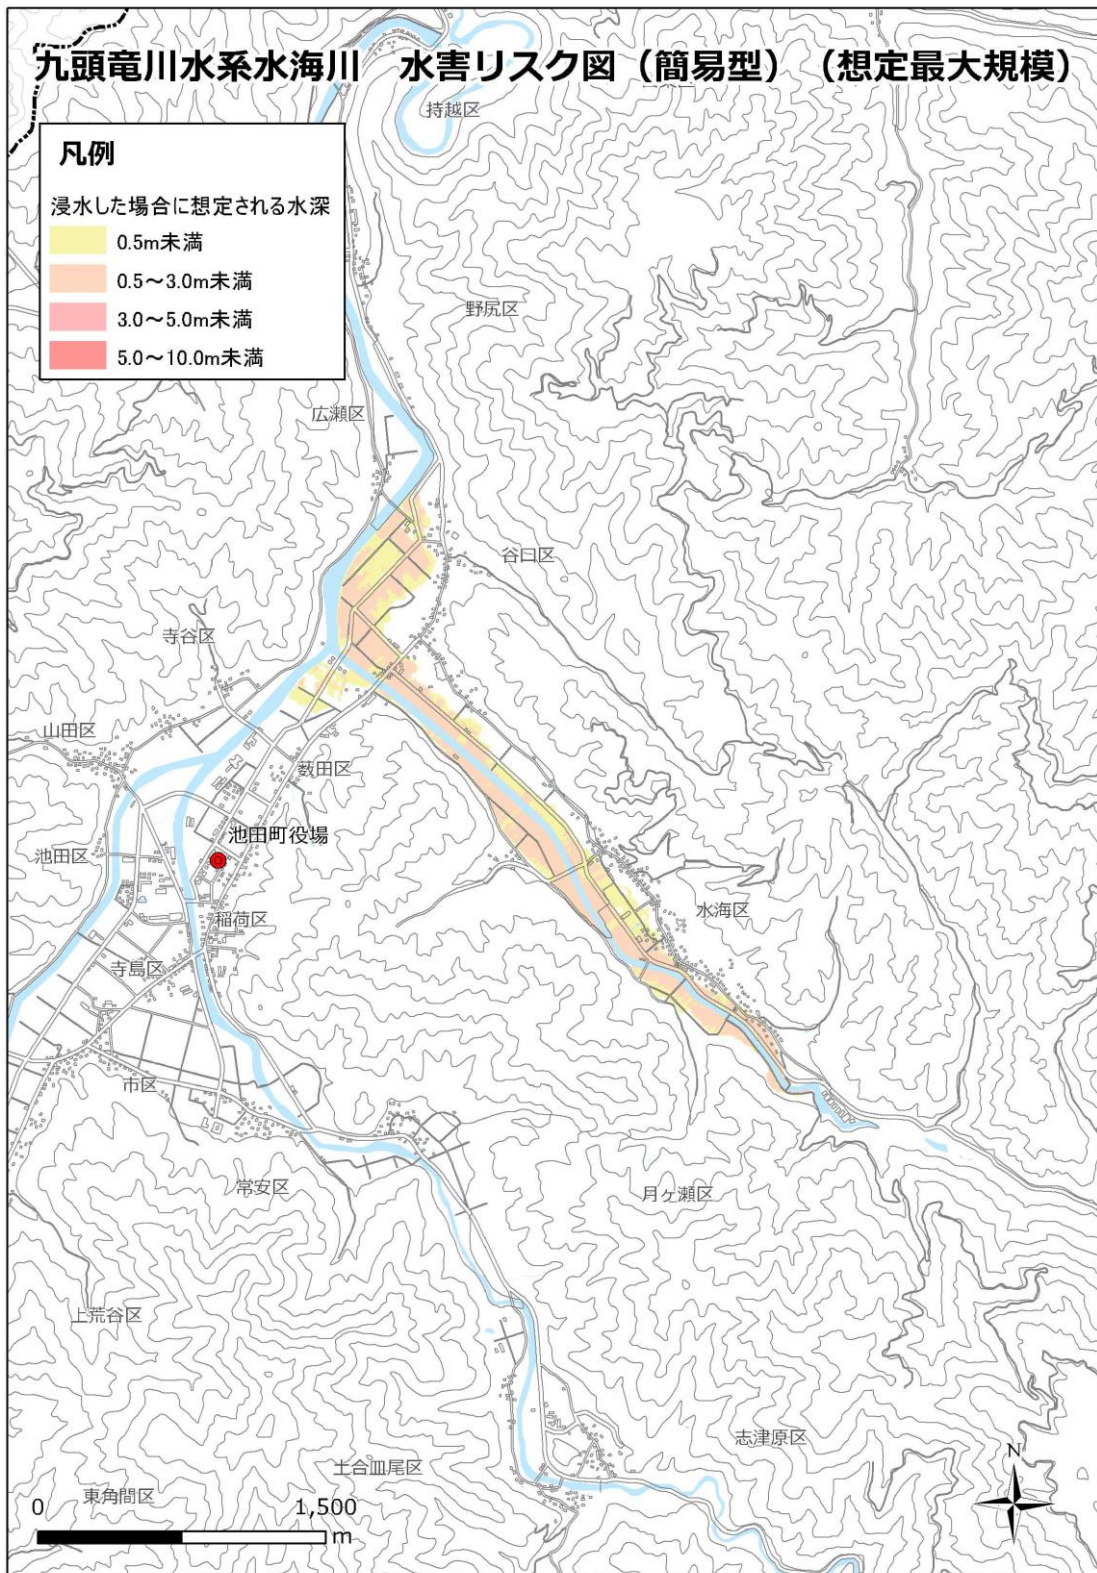 九頭竜川水系水海川　水害リスク図（簡易型）（想定最大規模）
持越区
凡例
浸水した場合に想定される水深
0.5m未満
0.5～3.0m未満
3.0～5.0m未満
5.0～10.0m未満
野尻区
広瀬区
谷口区
寺谷区
山田区
薮田区
池田町役場
池田区
水海区
稲荷区
寺島区
市区
常安区
月ヶ瀬区
上荒谷区
志津原区
土合皿尾区
東角間区
N
0 1,500
m